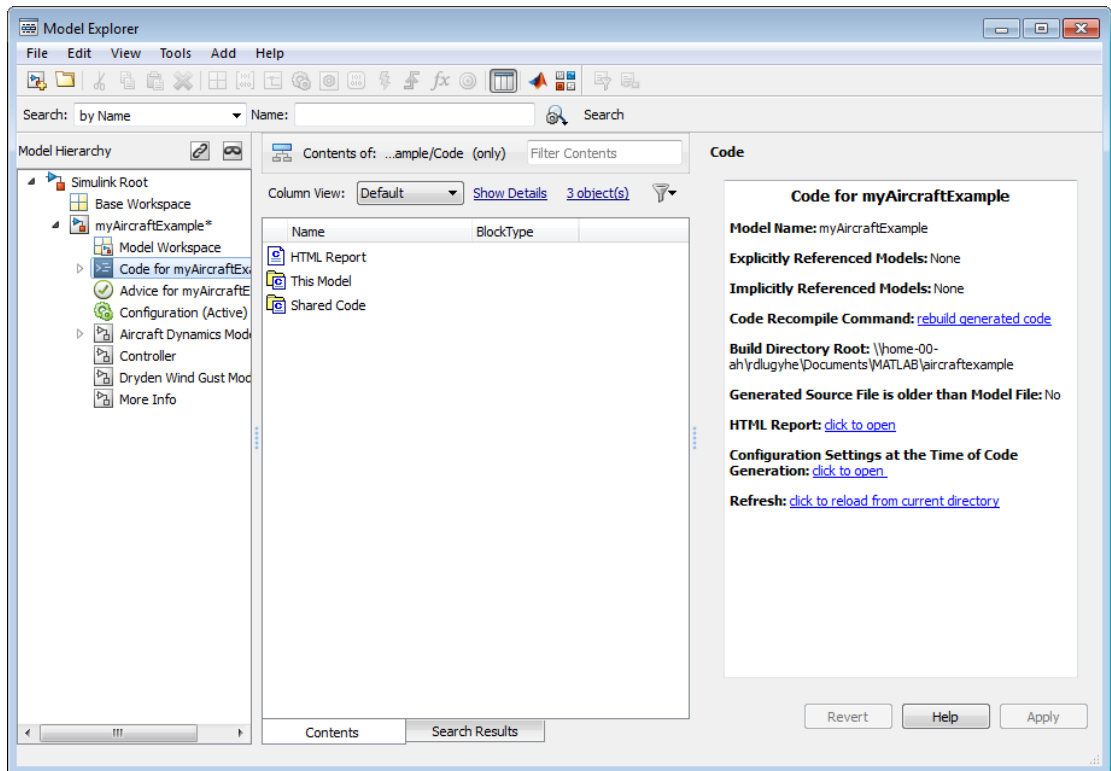 Model Explorer
File Edit View Tools Add Help
Search: by Name Name: Search
Model Hierarchy
Simulink Root
Base Workspace
myAircraftExample*
Model Workspace
Code for myAircraftExa
Advice for myAircraftE
Configuration (Active)
Aircraft Dynamics Mode
Controller
Dryden Wind Gust Mod
More Info
Contents of: ...ample/Code (only) Filter Contents
Column View: Default Show Details 3 object(s)
Name BlockType
HTML Report
This Model
Shared Code
Contents Search Results
Code
Code for myAircraftExample
Model Name: myAircraftExample
Explicitly Referenced Models: None
Implicitly Referenced Models: None
Code Recompile Command: rebuild generated code
Build Directory Root: \\home-00-
ah\rdlugyhe\Documents\MATLAB\aircraftexample
Generated Source File is older than Model File: No
HTML Report: click to open
Configuration Settings at the Time of Code
Generation: click to open
Refresh: click to reload from current directory
Revert Help Apply